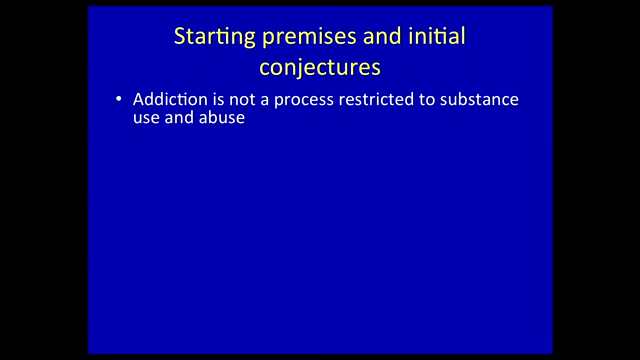 Starting premises and initial
conjectures
• Addiction is not a process restricted to substance
use and abuse